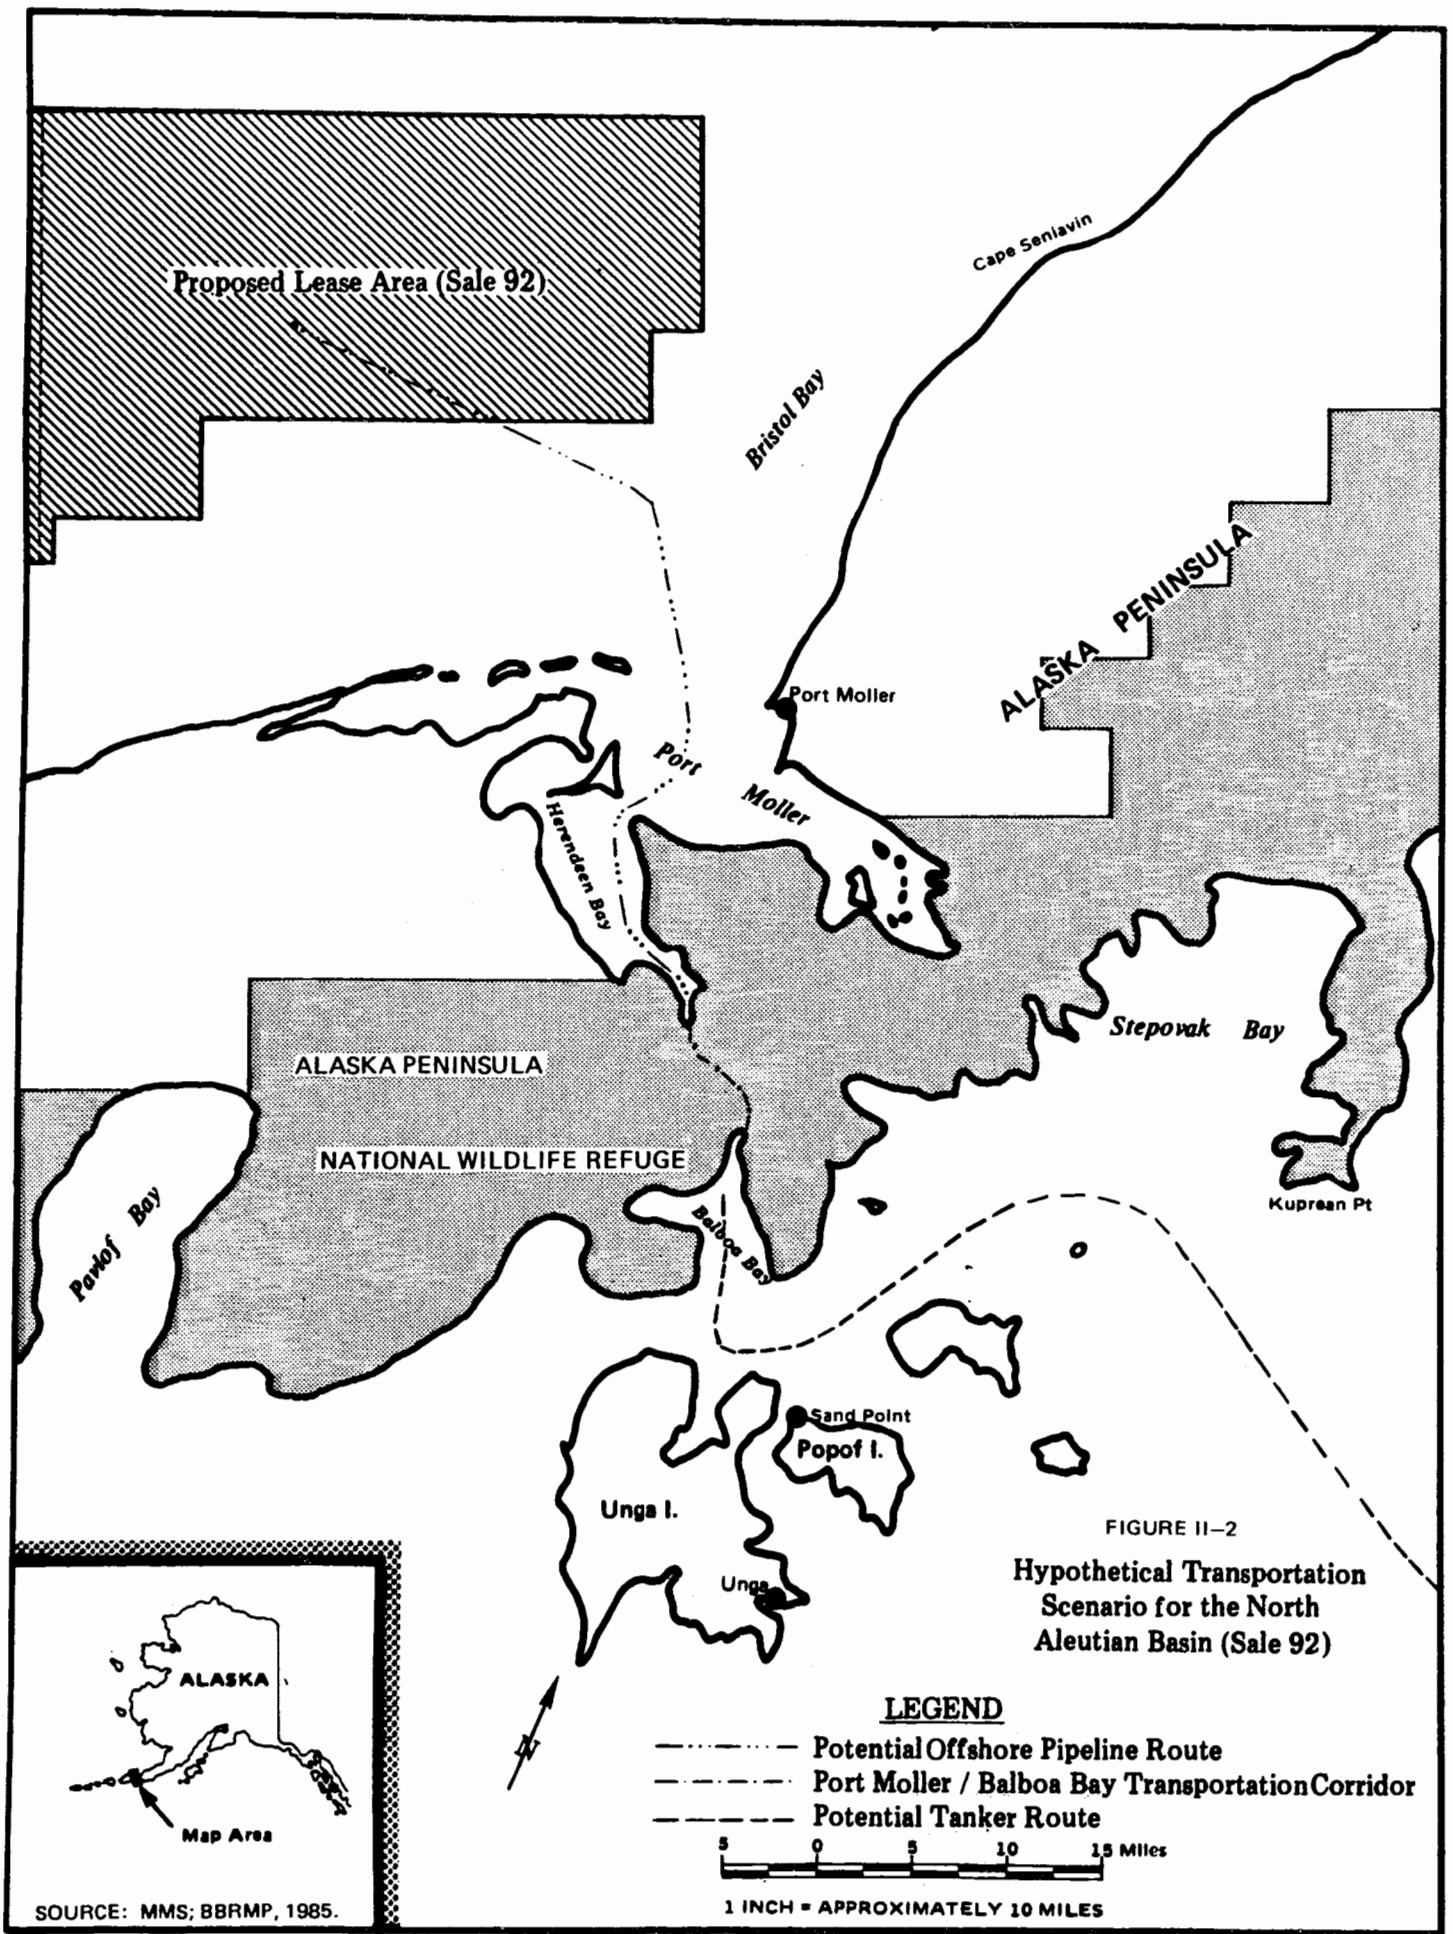 Cape Seniavin
Proposed Lease Area (Sale 92)
Bristol Bay
ALASKA PENINSULA
Port Moller
Port
Moller
Herendeen Bay
Stepovak Bay
ALASKA PENINSULA
NATIONAL WILDLIFE REFUGE
Kuprean Pt
Pavlof Bay
Balboa Bay
Sand Point
Popof I.
Unga I.
Unga
FIGURE II-2
Hypothetical Transportation
Scenario for the North
Aleutian Basin (Sale 92)
ALASKA
Map Area
SOURCE: MMS; BBRMP, 1985.
N
LEGEND
Potential Offshore Pipeline Route
Port Moller / Balboa Bay Transportation Corridor
Potential Tanker Route
5 0 5 10 15 Miles
1 INCH = APPROXIMATELY 10 MILES